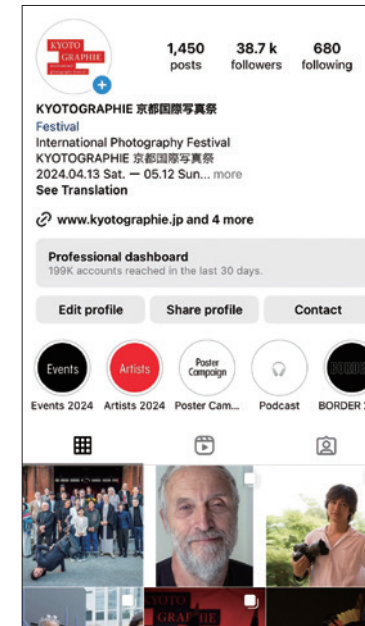 KYOTO
GRAPHIE
1,450
38.7 k
680
posts
followers
following
KYOTOGRAPHIE 京都国際写真祭
Festival
International Photography Festival
KYOTOGRAPHIE 京都国際写真祭
2024.04.13 Sat. — 05.12 Sun... more
See Translation
www.kyotographie.jp and 4 more
Professional dashboard
199K accounts reached in the last 30 days.
Edit profile
Share profile
Contact
Events
Artists
Poster
Campaign
BORDER
Events 2024
Artists 2024
Poster Cam...
Podcast
BORDER
KYOTO
GRAPHIE